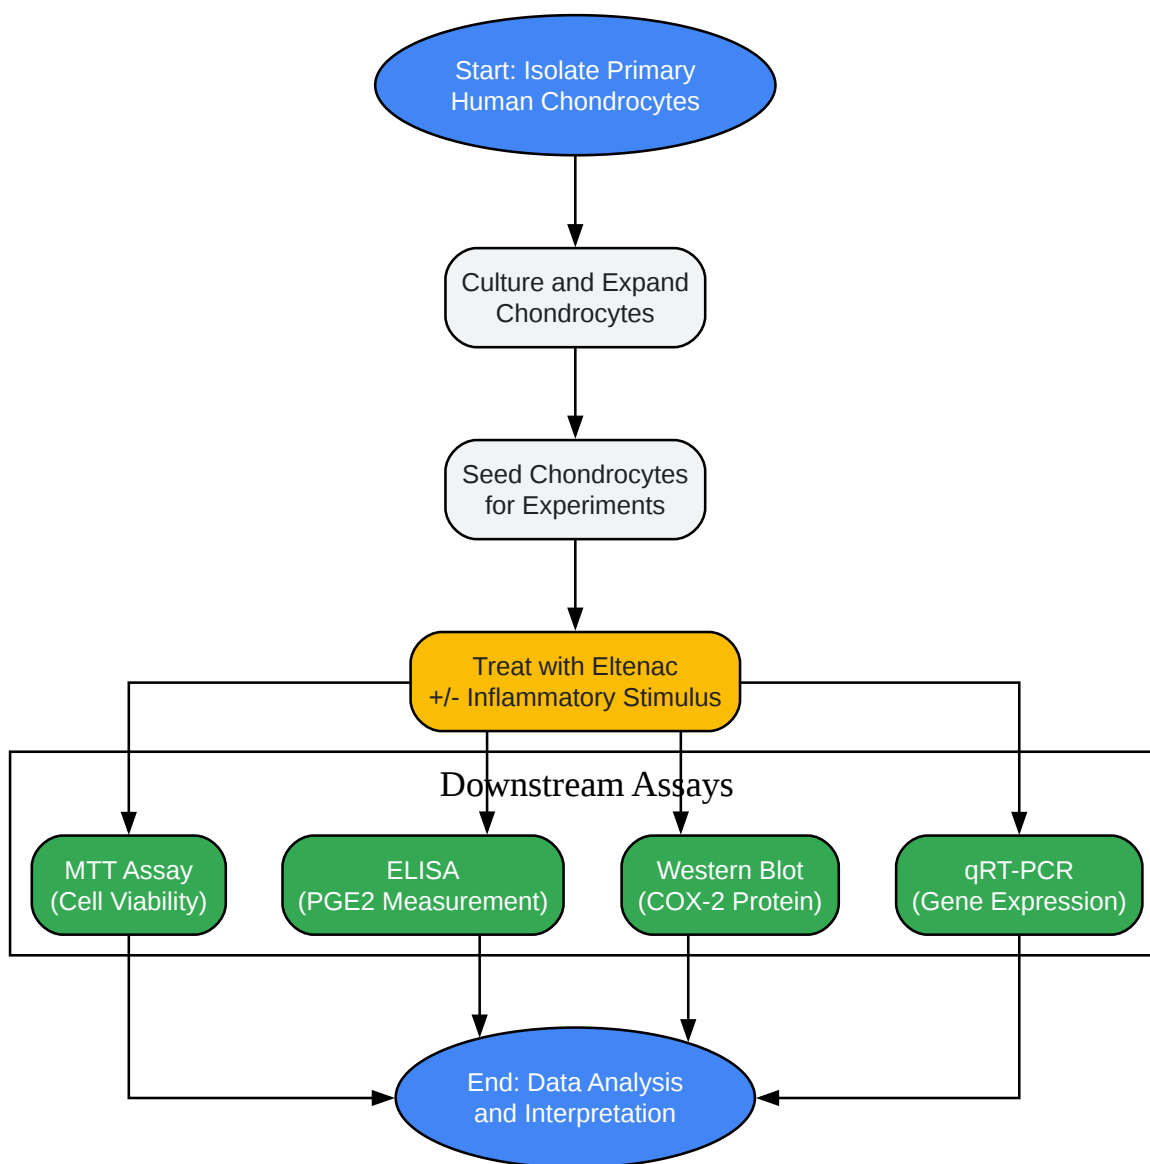 Start: Isolate Primary
Human Chondrocytes
Culture and Expand
Chondrocytes
Seed Chondrocytes
for Experiments
Treat with Eltenac
+/- Inflammatory Stimulus
Downstream Assays
MTT Assay
(Cell Viability)
ELISA
(PGE2 Measurement)
Western Blot
(COX-2 Protein)
qRT-PCR
(Gene Expression)
End: Data Analysis
and Interpretation